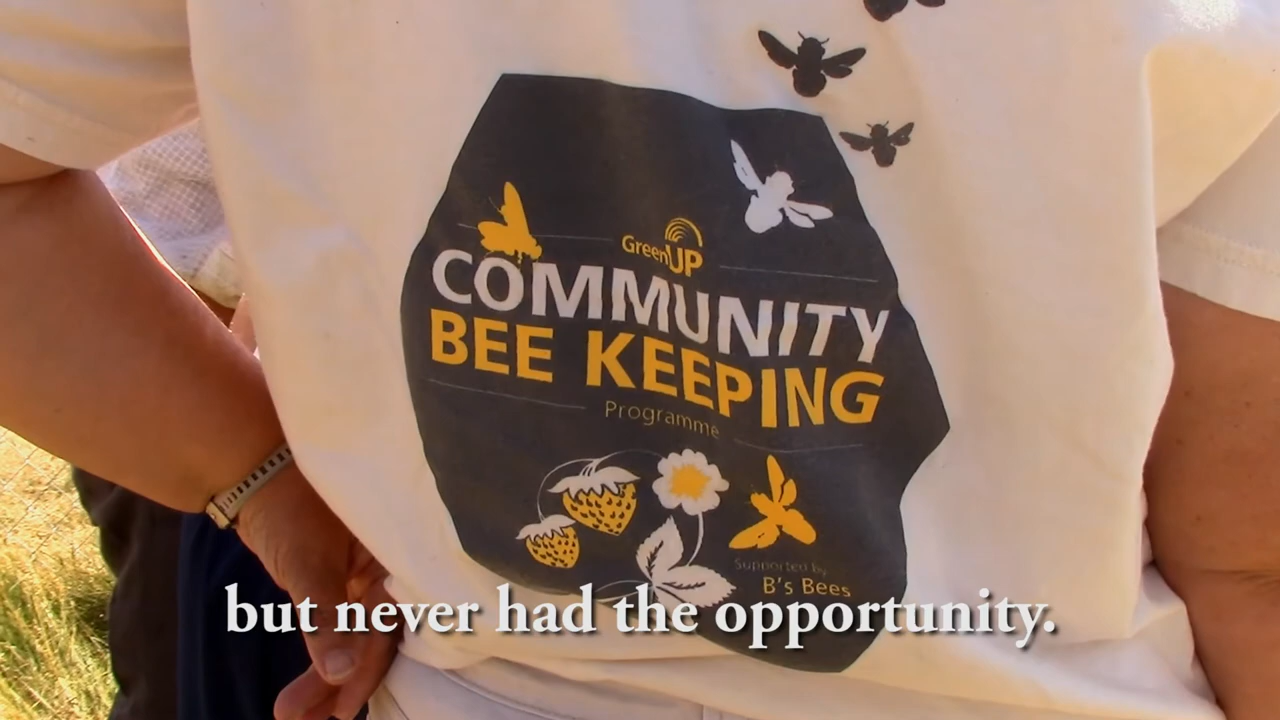 GreenUP
COMMUNITY
BEE KEEPING
Programme
Supported by
B's Bees
but never had the opportunity.